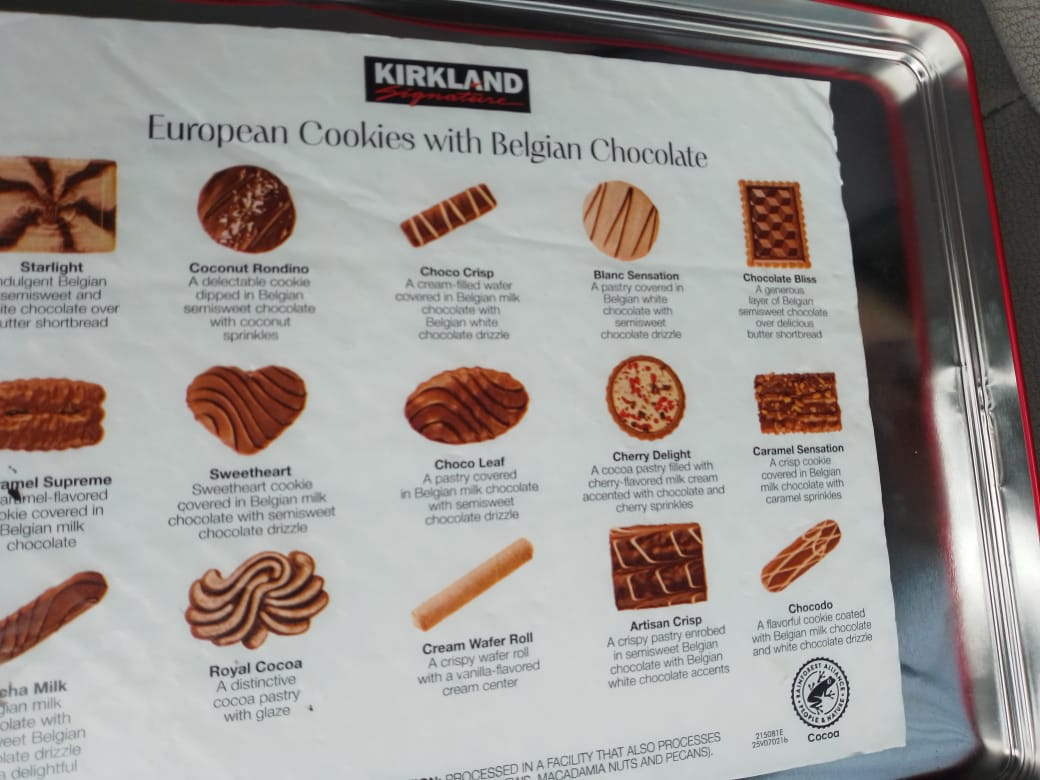 KIRKLAND
Signature
European Cookies with Belgian Chocolate
Starlight
ndulgent Belgian
semisweet and
ite chocolate over
utter shortbread
Coconut Rondino
A delectable cookie
dipped in Belgian
semisweet chocolate
with coconut
sprinkles
Choco Crisp
A cream-filled wafer
covered in Belgian milk
chocolate with
Belgian white
chocolate drizzle
Blanc Sensation
A pastry covered in
Belgian white
chocolate with
semisweet
chocolate drizzle
Chocolate Bliss
A generous
layer of Belgian
semisweet chocolate
over delicious
butter shortbread
amel Supreme
amel-flavored
okie covered in
Belgian milk
chocolate
Sweetheart
Sweetheart cookie
covered in Belgian milk
chocolate with semisweet
chocolate drizzle
Choco Leaf
A pastry covered
in Belgian milk chocolate
with semisweet
chocolate drizzle
Cherry Delight
A cocoa pastry filled with
cherry-flavored milk cream
accented with chocolate and
cherry sprinkles
Caramel Sensation
A crisp cookie
covered in Belgian
milk chocolate with
caramel sprinkles
cha Milk
gian milk
olate with
eet Belgian
late drizzle
a delightful
Royal Cocoa
A distinctive
cocoa pastry
with glaze
Cream Wafer Roll
A crispy wafer roll
with a vanilla-flavored
cream center
Artisan Crisp
A crispy pastry enrobed
in semisweet Belgian
chocolate with Belgian
white chocolate accents
Chocodo
A flavorful cookie coated
with Belgian milk chocolate
and white chocolate drizzle
RAINFOREST ALLIANCE
PEOPLE & NATURE
Cocoa
215081E
25V07021b
PROCESSED IN A FACILITY THAT ALSO PROCESSES
MACADAMIA NUTS AND PECANS).